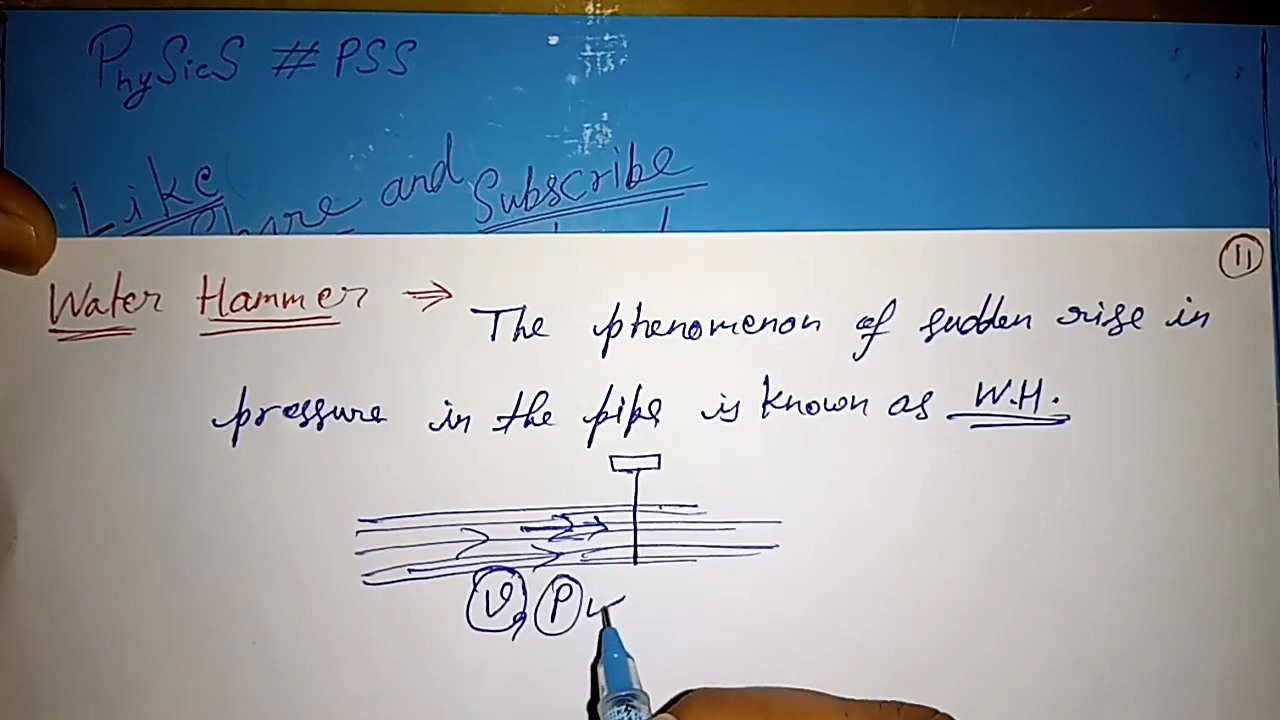 PhySicS # PSS
Like Share and Subscribe
11
Water Hammer ⇒ The phenomenon of sudden rise in
pressure in the pipe is known as W.H.
V, P